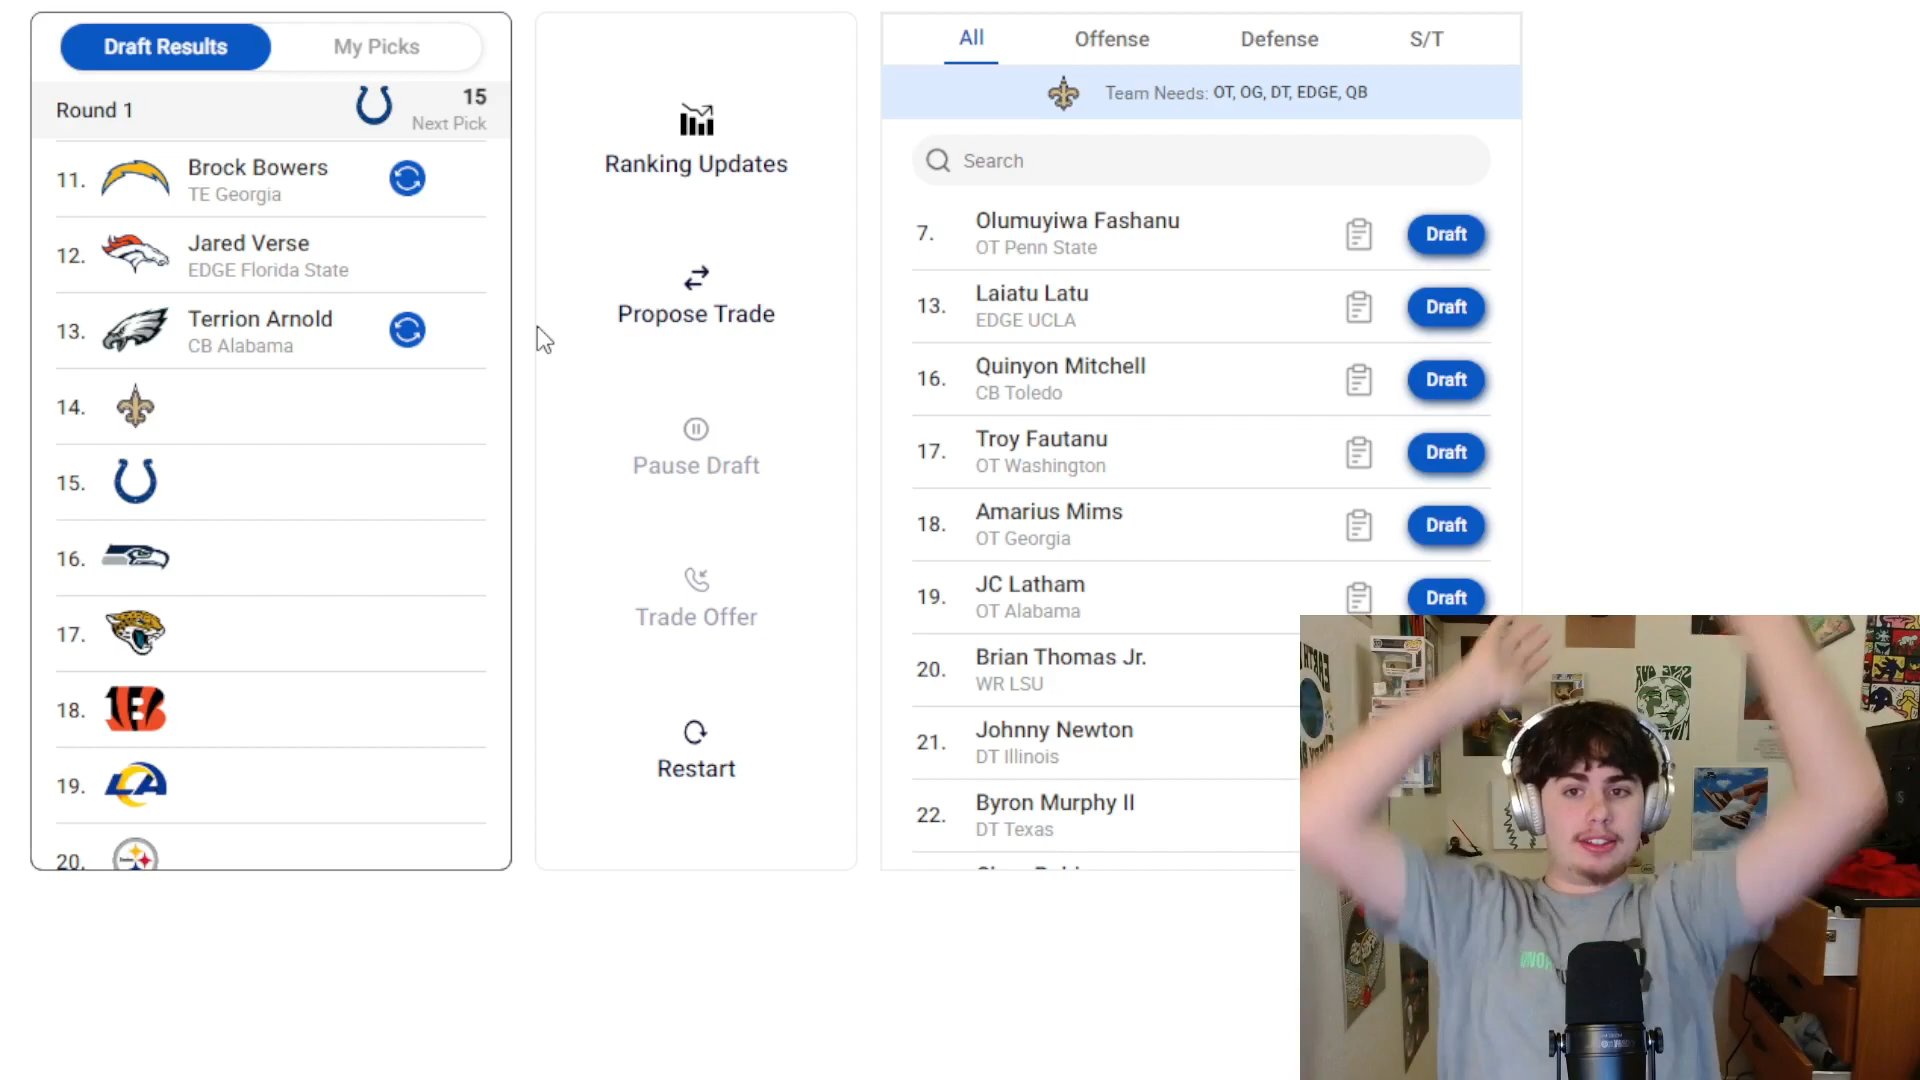 Draft Results
My Picks
Round 1
15
Next Pick
11.
Brock Bowers
TE Georgia
12.
Jared Verse
EDGE Florida State
13.
Terrion Arnold
CB Alabama
14.
15.
16.
17.
18.
19.
20.
Ranking Updates
Propose Trade
Pause Draft
Trade Offer
Restart
All
Offense
Defense
S/T
Team Needs: OT, OG, DT, EDGE, QB
Search
7.
Olumuyiwa Fashanu
OT Penn State
Draft
13.
Laiatu Latu
EDGE UCLA
Draft
16.
Quinyon Mitchell
CB Toledo
Draft
17.
Troy Fautanu
OT Washington
Draft
18.
Amarius Mims
OT Georgia
Draft
19.
JC Latham
OT Alabama
Draft
20.
Brian Thomas Jr.
WR LSU
21.
Johnny Newton
DT Illinois
22.
Byron Murphy II
DT Texas